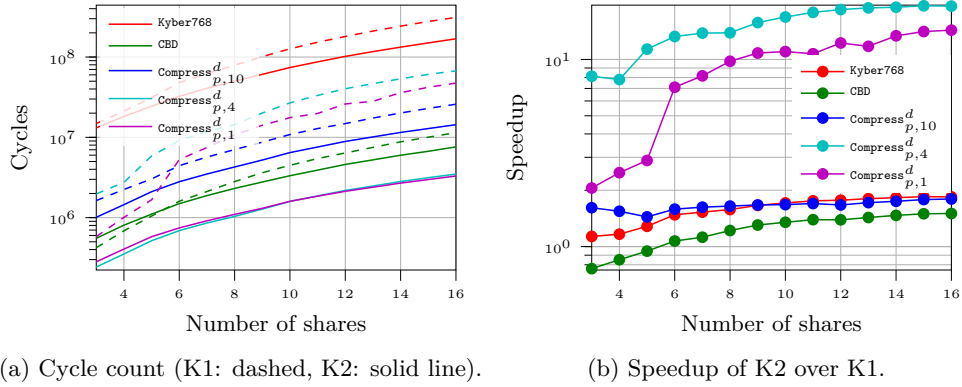 Kyber768
CBD
Compress^d_{p,10}
Compress^d_{p,4}
Compress^d_{p,1}
10^8
10^7
10^6
Cycles
4 6 8 10 12 14 16
Number of shares
(a) Cycle count (K1: dashed, K2: solid line).
10^1
10^0
Speedup
Kyber768
CBD
Compress^d_{p,10}
Compress^d_{p,4}
Compress^d_{p,1}
4 6 8 10 12 14 16
Number of shares
(b) Speedup of K2 over K1.